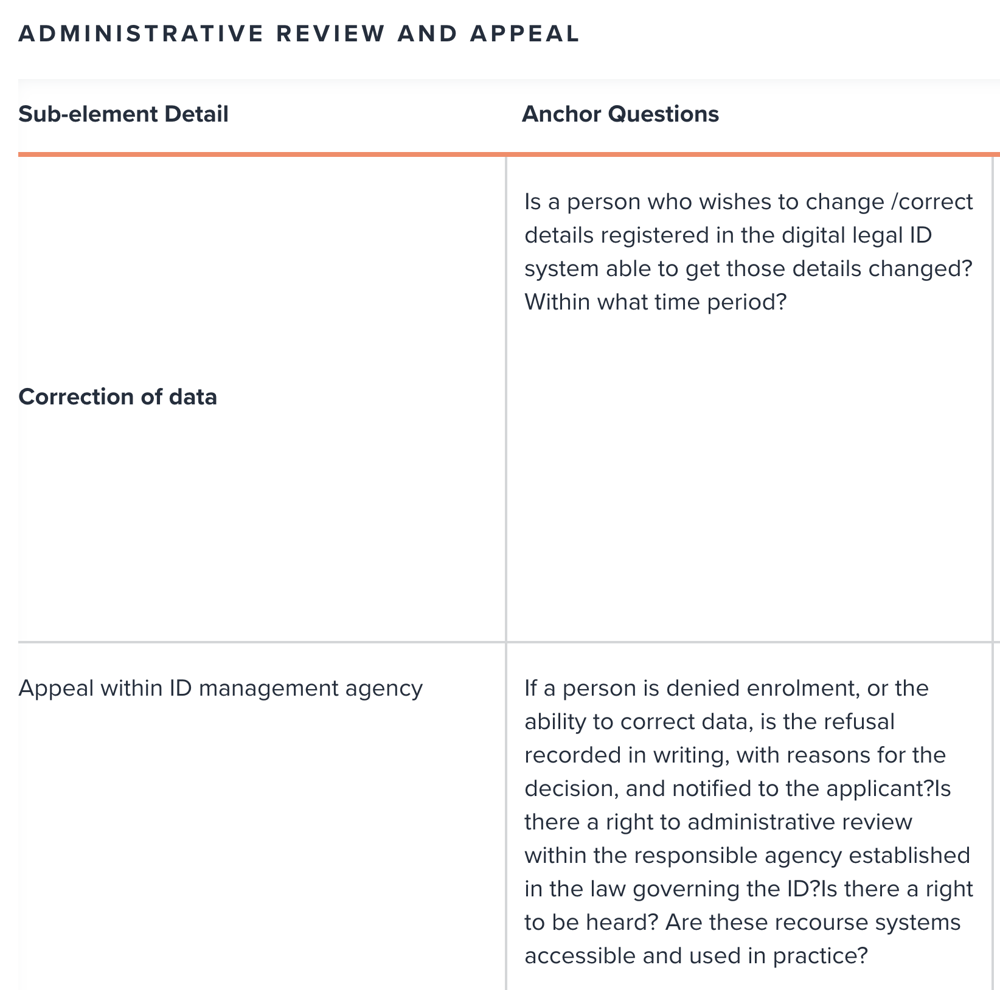 ADMINISTRATIVE REVIEW AND APPEAL
Sub-element Detail
Anchor Questions
Correction of data
Is a person who wishes to change /correct
details registered in the digital legal ID
system able to get those details changed?
Within what time period?
Appeal within ID management agency
If a person is denied enrolment, or the
ability to correct data, is the refusal
recorded in writing, with reasons for the
decision, and notified to the applicant?Is
there a right to administrative review
within the responsible agency established
in the law governing the ID?Is there a right
to be heard? Are these recourse systems
accessible and used in practice?